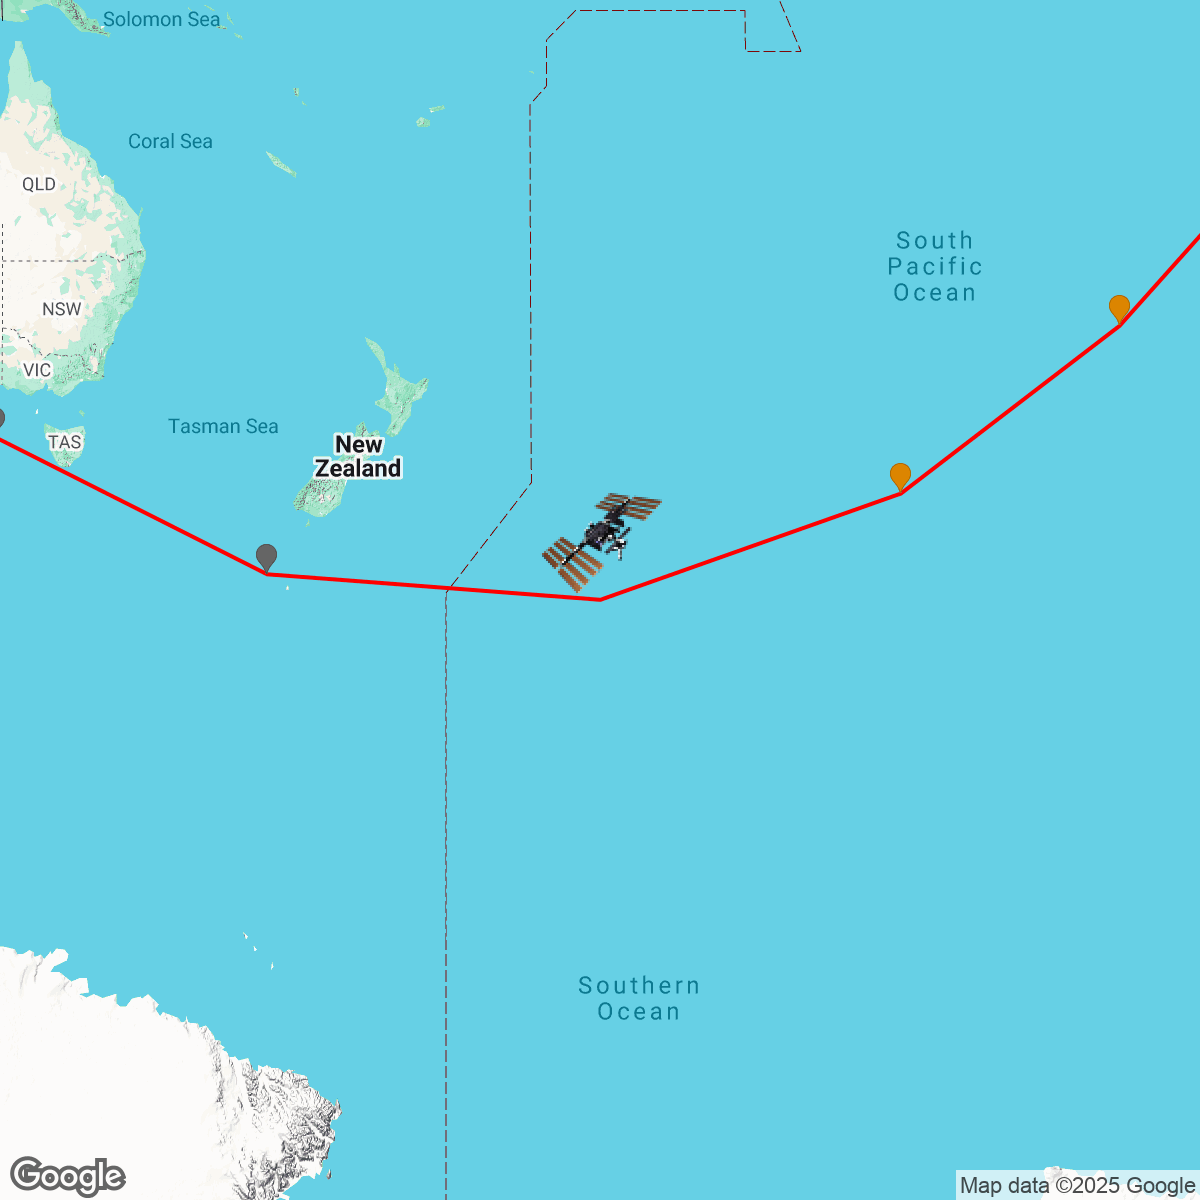 Solomon Sea
Coral Sea
QLD
South
Pacific
Ocean
NSW
VIC
Tasman Sea
TAS
New
Zealand
Southern
Ocean
Google
Map data ©2025 Google